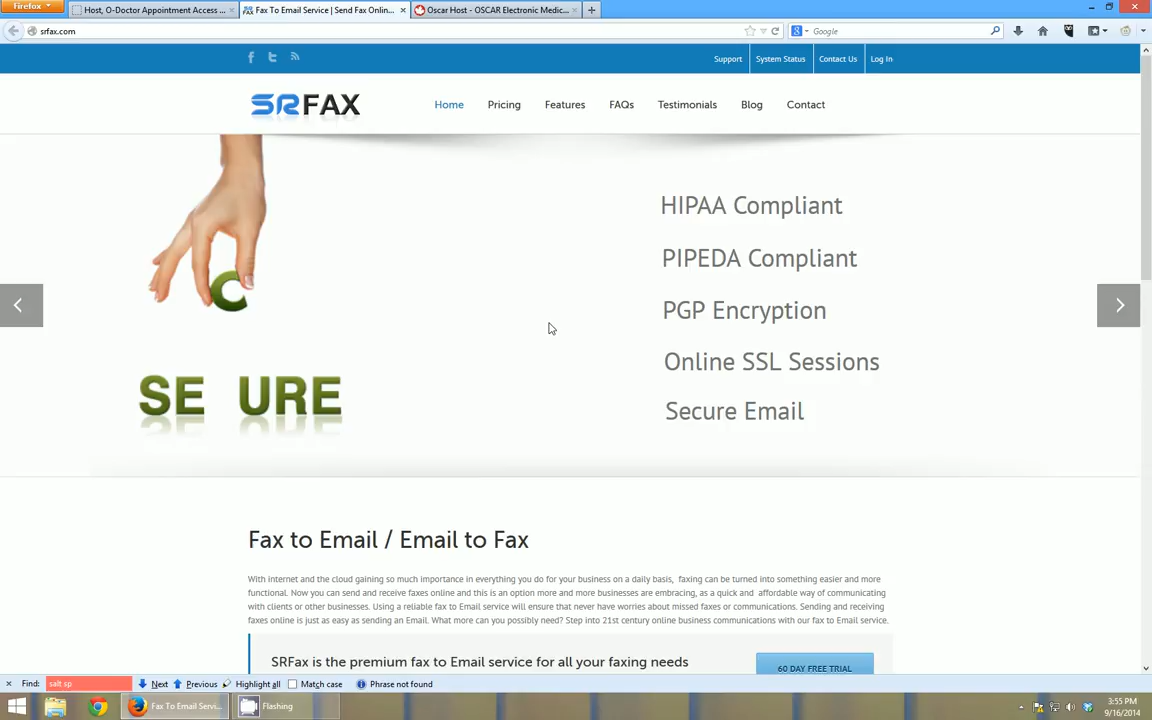 Firefox
Host, O-Doctor Appointment Access ...
Fax To Email Service | Send Fax Onlin...
Oscar Host - OSCAR Electronic Medic...
srfax.com
Google
Support
System Status
Contact Us
Log In
SRFAX
Home
Pricing
Features
FAQs
Testimonials
Blog
Contact
HIPAA Compliant
PIPEDA Compliant
PGP Encryption
Online SSL Sessions
Secure Email
C
SE URE
Fax to Email / Email to Fax
With internet and the cloud gaining so much importance in everything you do for your business on a daily basis, faxing can be turned into something easier and more
functional. Now you can send and receive faxes online and this is an option more and more businesses are embracing, as a quick and affordable way of communicating
with clients or other businesses. Using a reliable fax to Email service will ensure that never have worries about missed faxes or communications. Sending and receiving
faxes online is just as easy as sending an Email. What more can you possibly need? Step into 21st century online business communications with our fax to Email service.
SRFax is the premium fax to Email service for all your faxing needs
60 DAY FREE TRIAL
Find:
salt sp
Next
Previous
Highlight all
Match case
Phrase not found
Fax To Email Servi...
Flashing
3:55 PM
9/16/2014